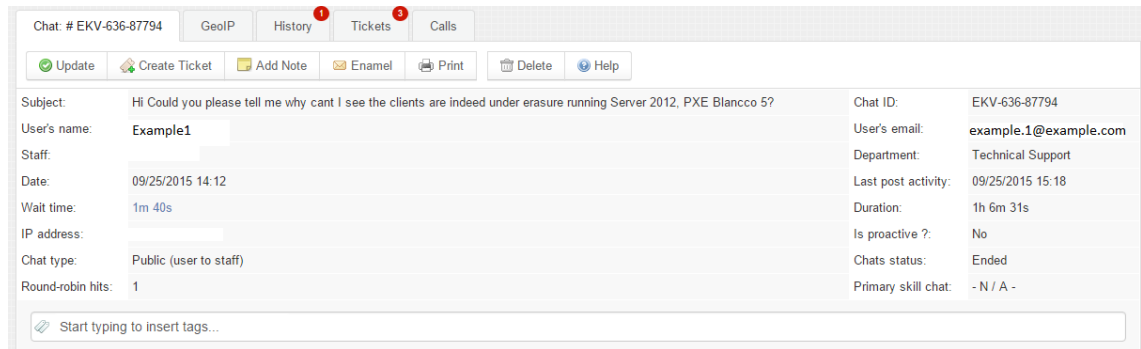 Chat: # EKV-636-87794 GeoIP History 1 Tickets 3 Calls
Update Create Ticket Add Note Enamel Print Delete Help
Subject: Hi Could you please tell me why cant I see the clients are indeed under erasure running Server 2012, PXE Blancco 5? Chat ID: EKV-636-87794
User's name: Example1 User's email: example.1@example.com
Staff: Department: Technical Support
Date: 09/25/2015 14:12 Last post activity: 09/25/2015 15:18
Wait time: 1m 40s Duration: 1h 6m 31s
IP address: Is proactive ?: No
Chat type: Public (user to staff) Chats status: Ended
Round-robin hits: 1 Primary skill chat: - N / A -
Start typing to insert tags...